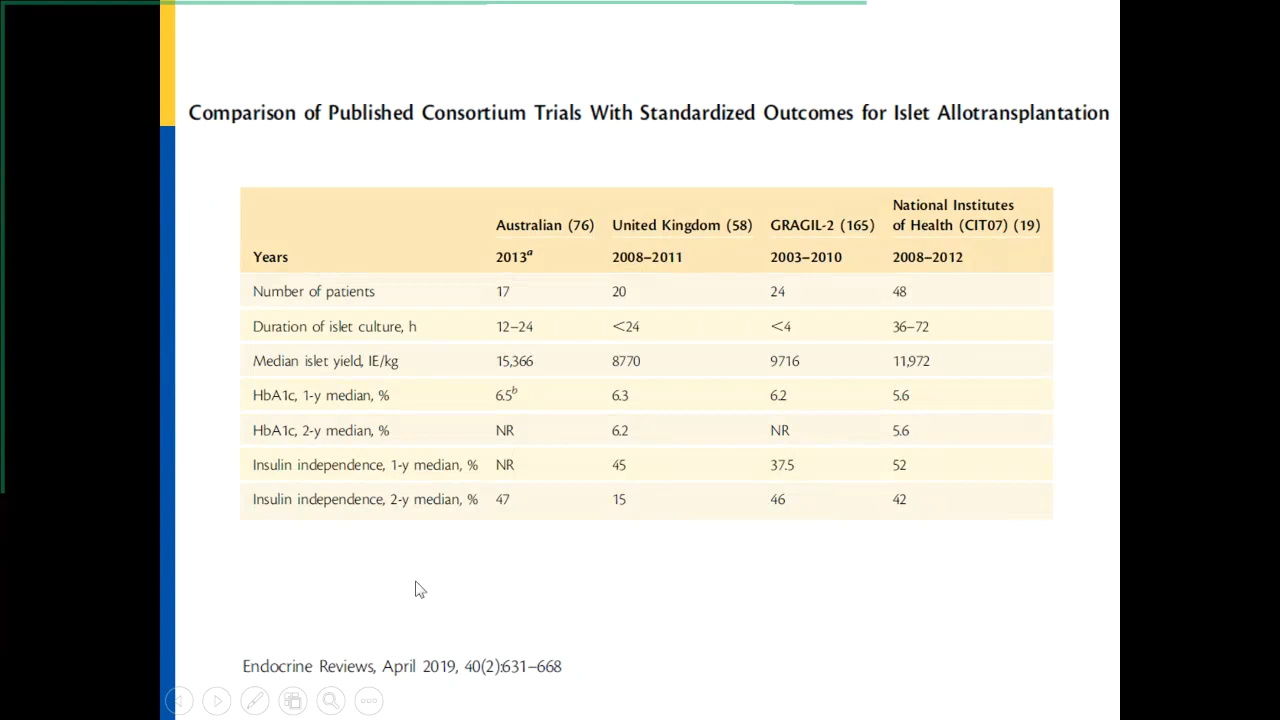 Comparison of Published Consortium Trials With Standardized Outcomes for Islet Allotransplantation
National Institutes
Australian (76) United Kingdom (58) GRAGIL-2 (165) of Health (CIT07) (19)
Years 2013a 2008–2011 2003–2010 2008–2012
Number of patients 17 20 24 48
Duration of islet culture, h 12–24 <24 <4 36–72
Median islet yield, IE/kg 15,366 8770 9716 11,972
HbA1c, 1-y median, % 6.5b 6.3 6.2 5.6
HbA1c, 2-y median, % NR 6.2 NR 5.6
Insulin independence, 1-y median, % NR 45 37.5 52
Insulin independence, 2-y median, % 47 15 46 42
Endocrine Reviews, April 2019, 40(2):631–668